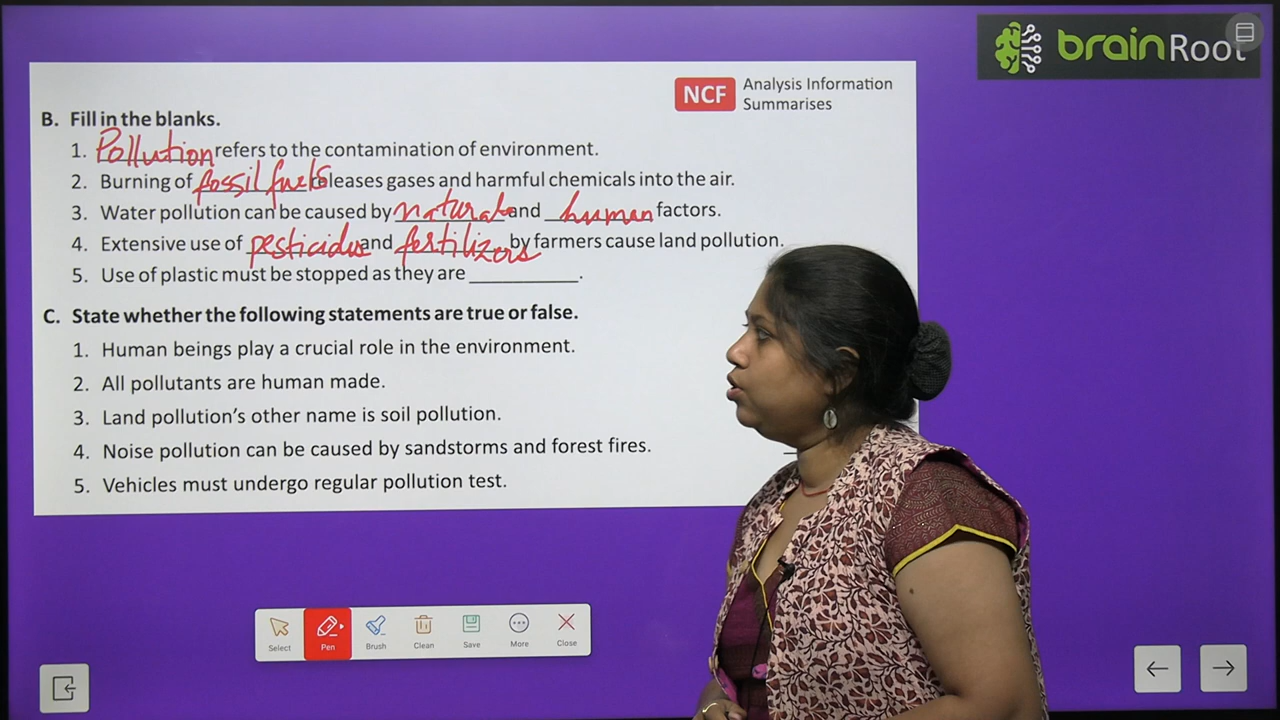 brainRoot
NCF Analysis Information
Summarises
B. Fill in the blanks.
1. Pollution refers to the contamination of environment.
2. Burning of fossil fuels releases gases and harmful chemicals into the air.
3. Water pollution can be caused by natural and human factors.
4. Extensive use of pesticides and fertilizors by farmers cause land pollution.
5. Use of plastic must be stopped as they are __________.
C. State whether the following statements are true or false.
1. Human beings play a crucial role in the environment.
2. All pollutants are human made.
3. Land pollution's other name is soil pollution.
4. Noise pollution can be caused by sandstorms and forest fires.
5. Vehicles must undergo regular pollution test.
Select Pen Brush Clean Save More Close